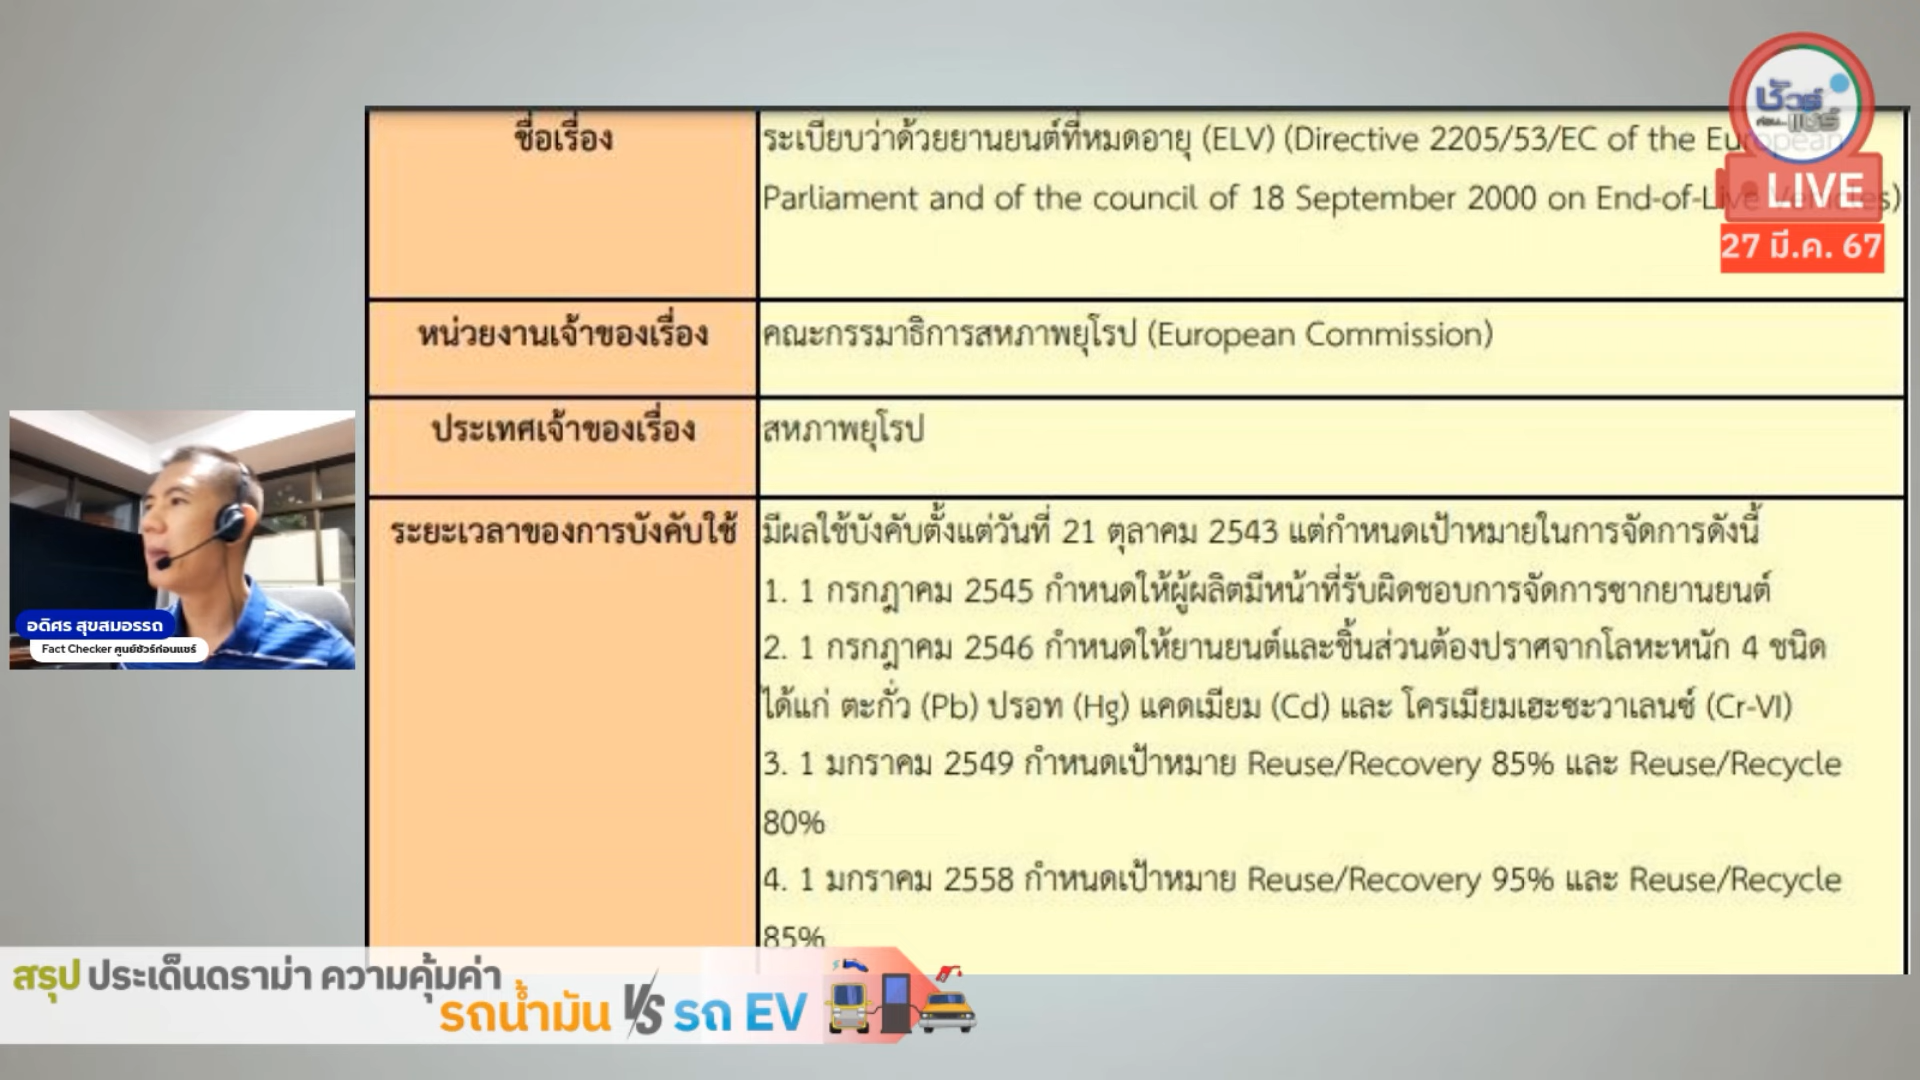 ชัวร์
ก่อน...
แชร์
LIVE
27 มี.ค. 67
ชื่อเรื่อง
ระเบียบว่าด้วยยานยนต์ที่หมดอายุ (ELV) (Directive 2205/53/EC of the European
Parliament and of the council of 18 September 2000 on End-of-Live Vehicles)
หน่วยงานเจ้าของเรื่อง
คณะกรรมาธิการสหภาพยุโรป (European Commission)
ประเทศเจ้าของเรื่อง
สหภาพยุโรป
ระยะเวลาของการบังคับใช้
มีผลใช้บังคับตั้งแต่วันที่ 21 ตุลาคม 2543 แต่กำหนดเป้าหมายในการจัดการดังนี้
1. 1 กรกฎาคม 2545 กำหนดให้ผู้ผลิตมีหน้าที่รับผิดชอบการจัดการซากยานยนต์
2. 1 กรกฎาคม 2546 กำหนดให้ยานยนต์และชิ้นส่วนต้องปราศจากโลหะหนัก 4 ชนิด
ได้แก่ ตะกั่ว (Pb) ปรอท (Hg) แคดเมียม (Cd) และ โครเมียมเฮะซะวาเลนซ์ (Cr-VI)
3. 1 มกราคม 2549 กำหนดเป้าหมาย Reuse/Recovery 85% และ Reuse/Recycle
80%
4. 1 มกราคม 2558 กำหนดเป้าหมาย Reuse/Recovery 95% และ Reuse/Recycle
85%
อดิศร สุขสมอรรถ
Fact Checker ศูนย์ชัวร์ก่อนแชร์
สรุป ประเด็นดราม่า ความคุ้มค่า
รถน้ำมัน VS รถ EV